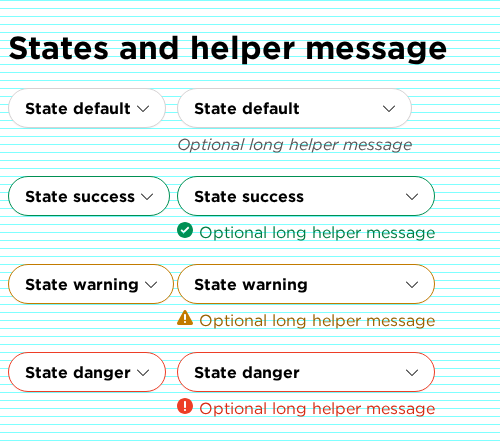 States and helper message
State default State default
Optional long helper message
State success State success
Optional long helper message
State warning State warning
Optional long helper message
State danger State danger
Optional long helper message